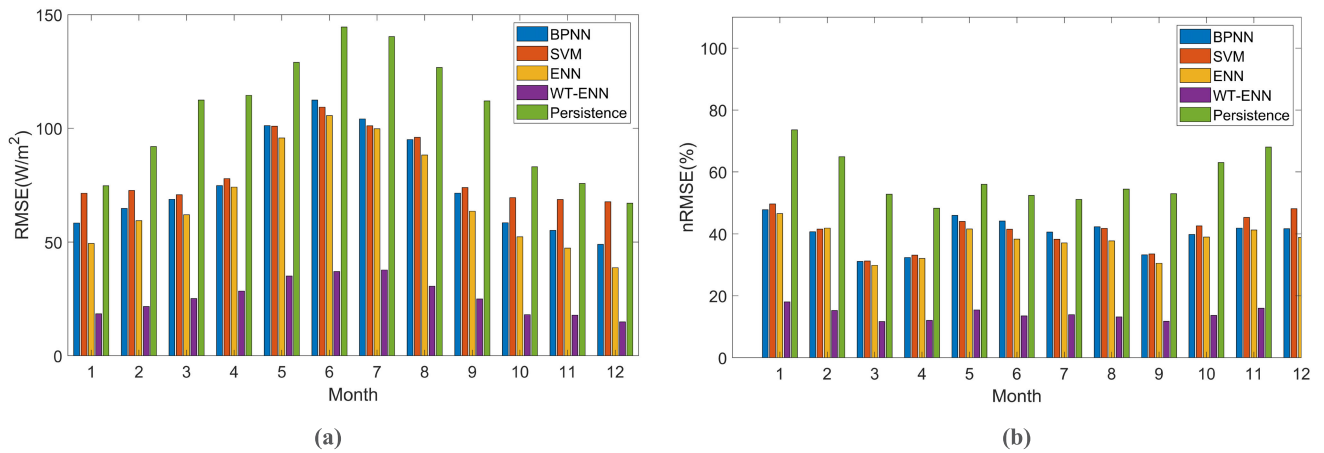 150
100
50
0
RMSE(W/m²)
BPNN
SVM
ENN
WT-ENN
Persistence
1 2 3 4 5 6 7 8 9 10 11 12
Month
(a)
100
80
60
40
20
0
nRMSE(%)
BPNN
SVM
ENN
WT-ENN
Persistence
1 2 3 4 5 6 7 8 9 10 11 12
Month
(b)